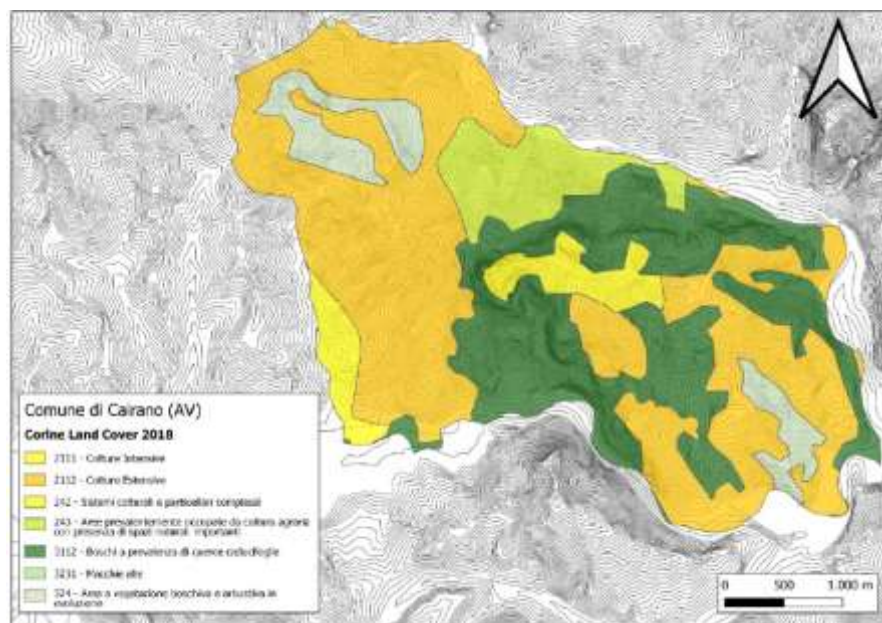 Comune di Cairano (AV)
Corine Land Cover 2018
2111 - Colture Intensive
2112 - Colture Estensive
242 - Sistemi colturali e particellari complessi
243 - Aree prevalentemente occupate da colture agrarie
con presenza di spazi naturali importanti
3112 - Boschi a prevalenza di querce caducifoglie
3231 - Macchie alte
324 - Aree a vegetazione boschiva e arbustiva in
evoluzione
0 500 1.000 m